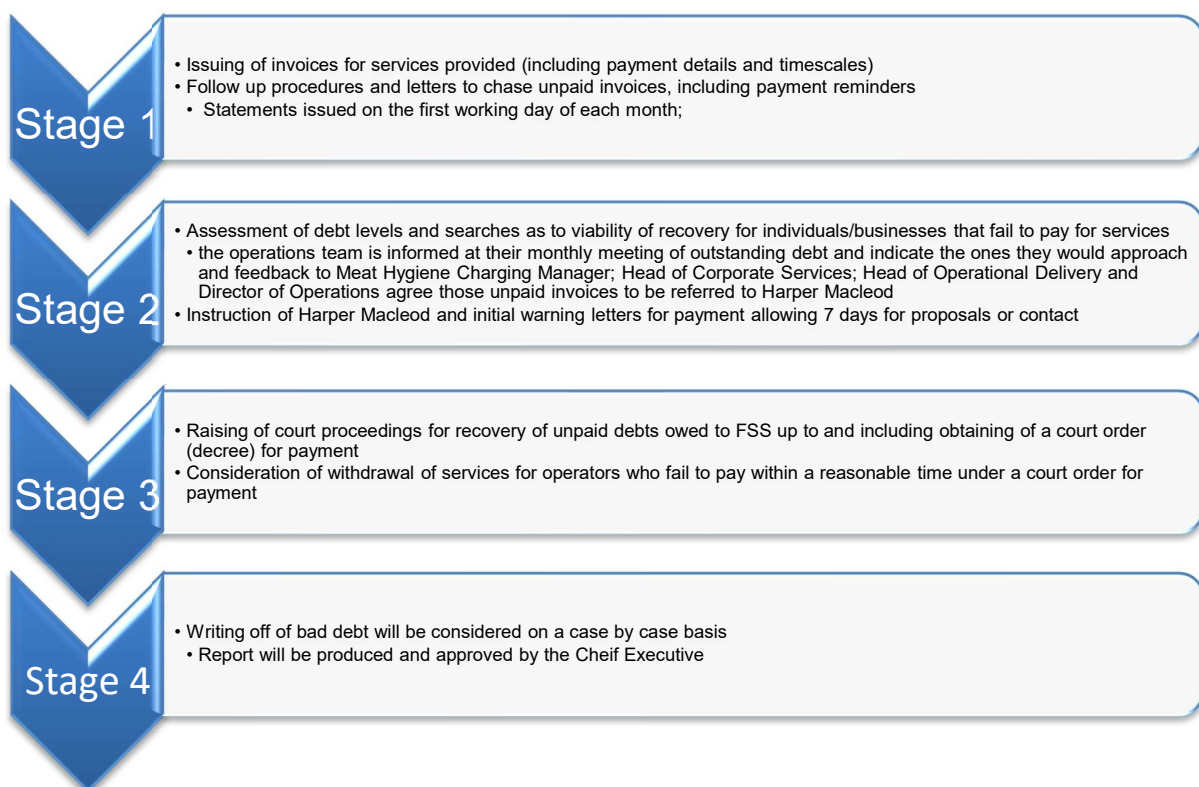 Stage 1
• Issuing of invoices for services provided (including payment details and timescales)
• Follow up procedures and letters to chase unpaid invoices, including payment reminders
• Statements issued on the first working day of each month;
Stage 2
• Assessment of debt levels and searches as to viability of recovery for individuals/businesses that fail to pay for services
• the operations team is informed at their monthly meeting of outstanding debt and indicate the ones they would approach
and feedback to Meat Hygiene Charging Manager; Head of Corporate Services; Head of Operational Delivery and
Director of Operations agree those unpaid invoices to be referred to Harper Macleod
• Instruction of Harper Macleod and initial warning letters for payment allowing 7 days for proposals or contact
Stage 3
• Raising of court proceedings for recovery of unpaid debts owed to FSS up to and including obtaining of a court order
(decree) for payment
• Consideration of withdrawal of services for operators who fail to pay within a reasonable time under a court order for
payment
Stage 4
• Writing off of bad debt will be considered on a case by case basis
• Report will be produced and approved by the Cheif Executive